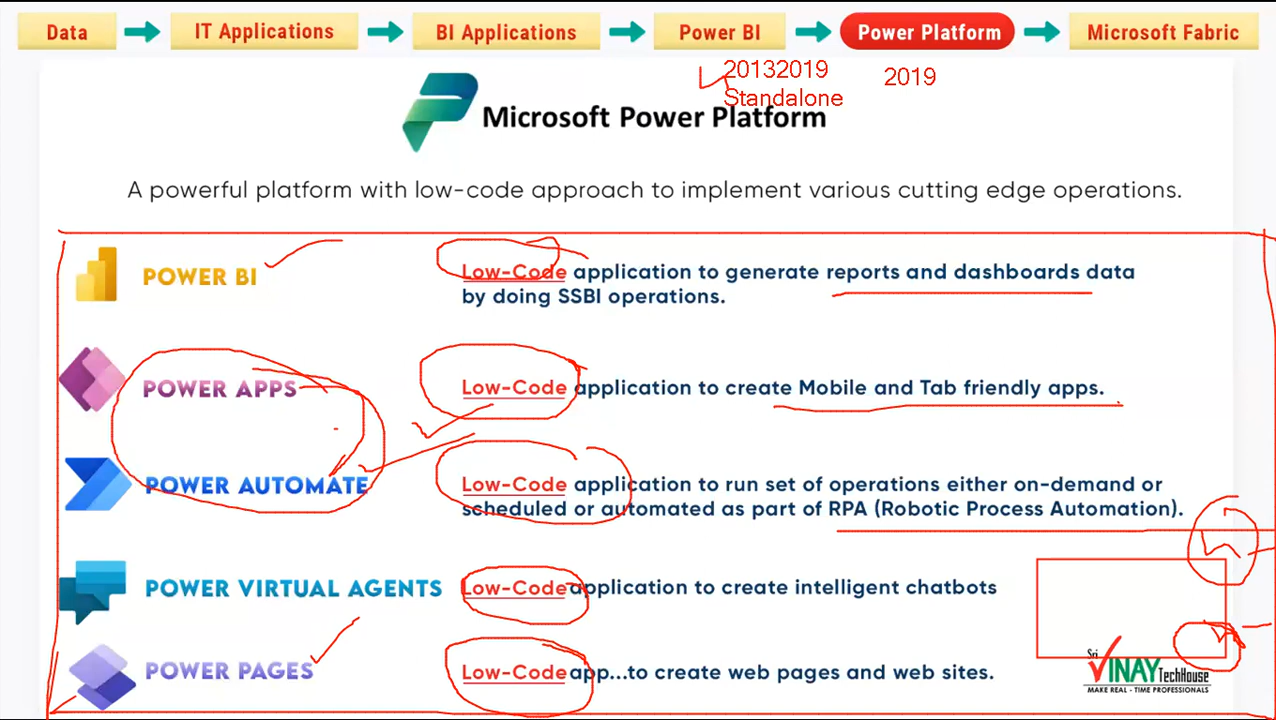 Data
IT Applications
BI Applications
Power BI
Power Platform
Microsoft Fabric
20132019
Standalone
2019
Microsoft Power Platform
A powerful platform with low-code approach to implement various cutting edge operations.
POWER BI
Low-Code application to generate reports and dashboards data
by doing SSBI operations.
POWER APPS
Low-Code application to create Mobile and Tab friendly apps.
POWER AUTOMATE
Low-Code application to run set of operations either on-demand or
scheduled or automated as part of RPA (Robotic Process Automation).
POWER VIRTUAL AGENTS
Low-Code application to create intelligent chatbots
POWER PAGES
Low-Code app...to create web pages and web sites.
Sri
VINAY TechHouse
MAKE REAL - TIME PROFESSIONALS